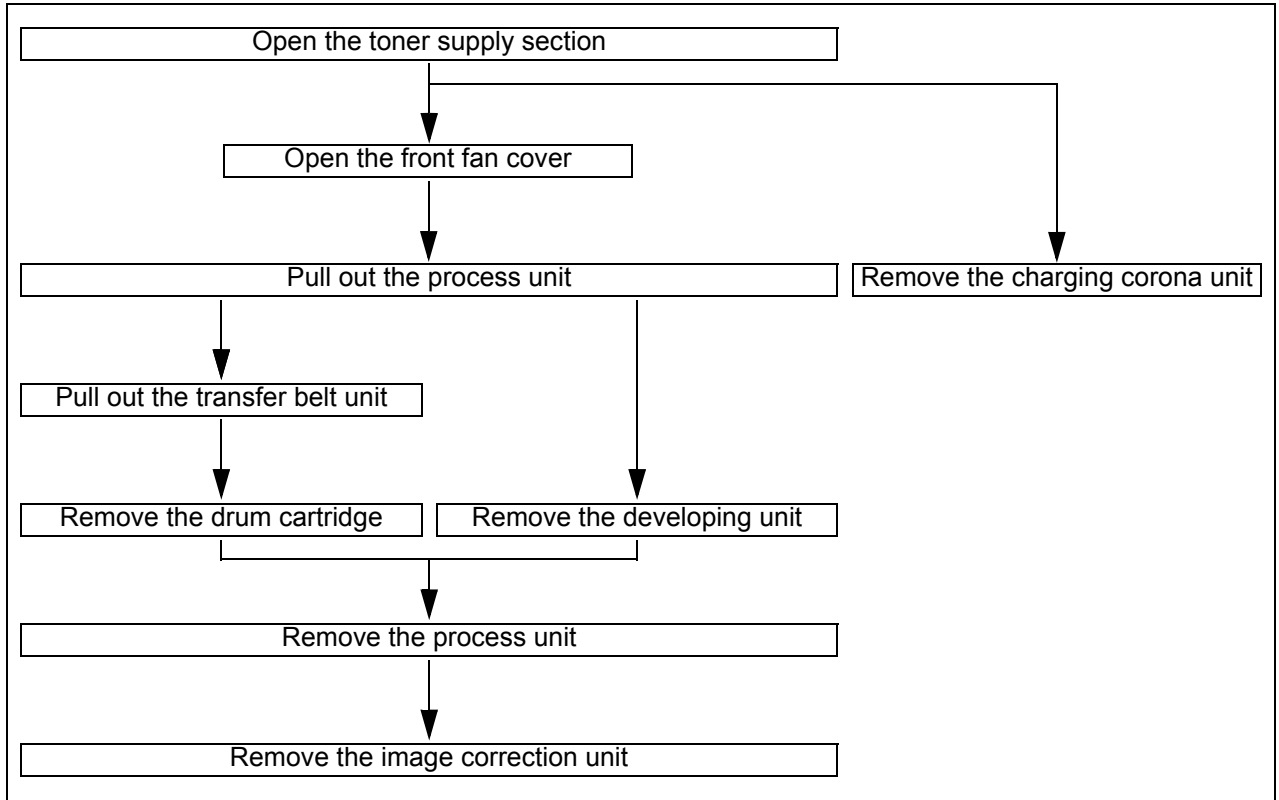 Open the toner supply section
Open the front fan cover
Pull out the process unit
Remove the charging corona unit
Pull out the transfer belt unit
Remove the drum cartridge
Remove the developing unit
Remove the process unit
Remove the image correction unit